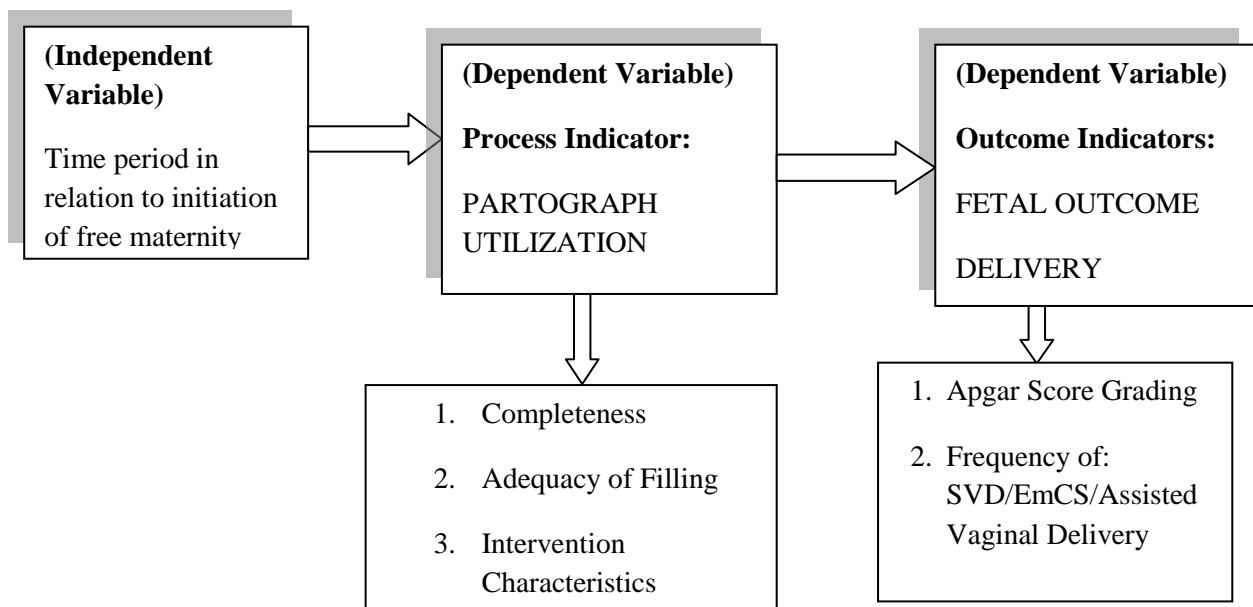 (Independent
Variable)
Time period in
relation to initiation
of free maternity
(Dependent Variable)
Process Indicator:
PARTOGRAPH
UTILIZATION
(Dependent Variable)
Outcome Indicators:
FETAL OUTCOME
DELIVERY
1. Completeness
2. Adequacy of Filling
3. Intervention
Characteristics
1. Apgar Score Grading
2. Frequency of:
SVD/EmCS/Assisted
Vaginal Delivery